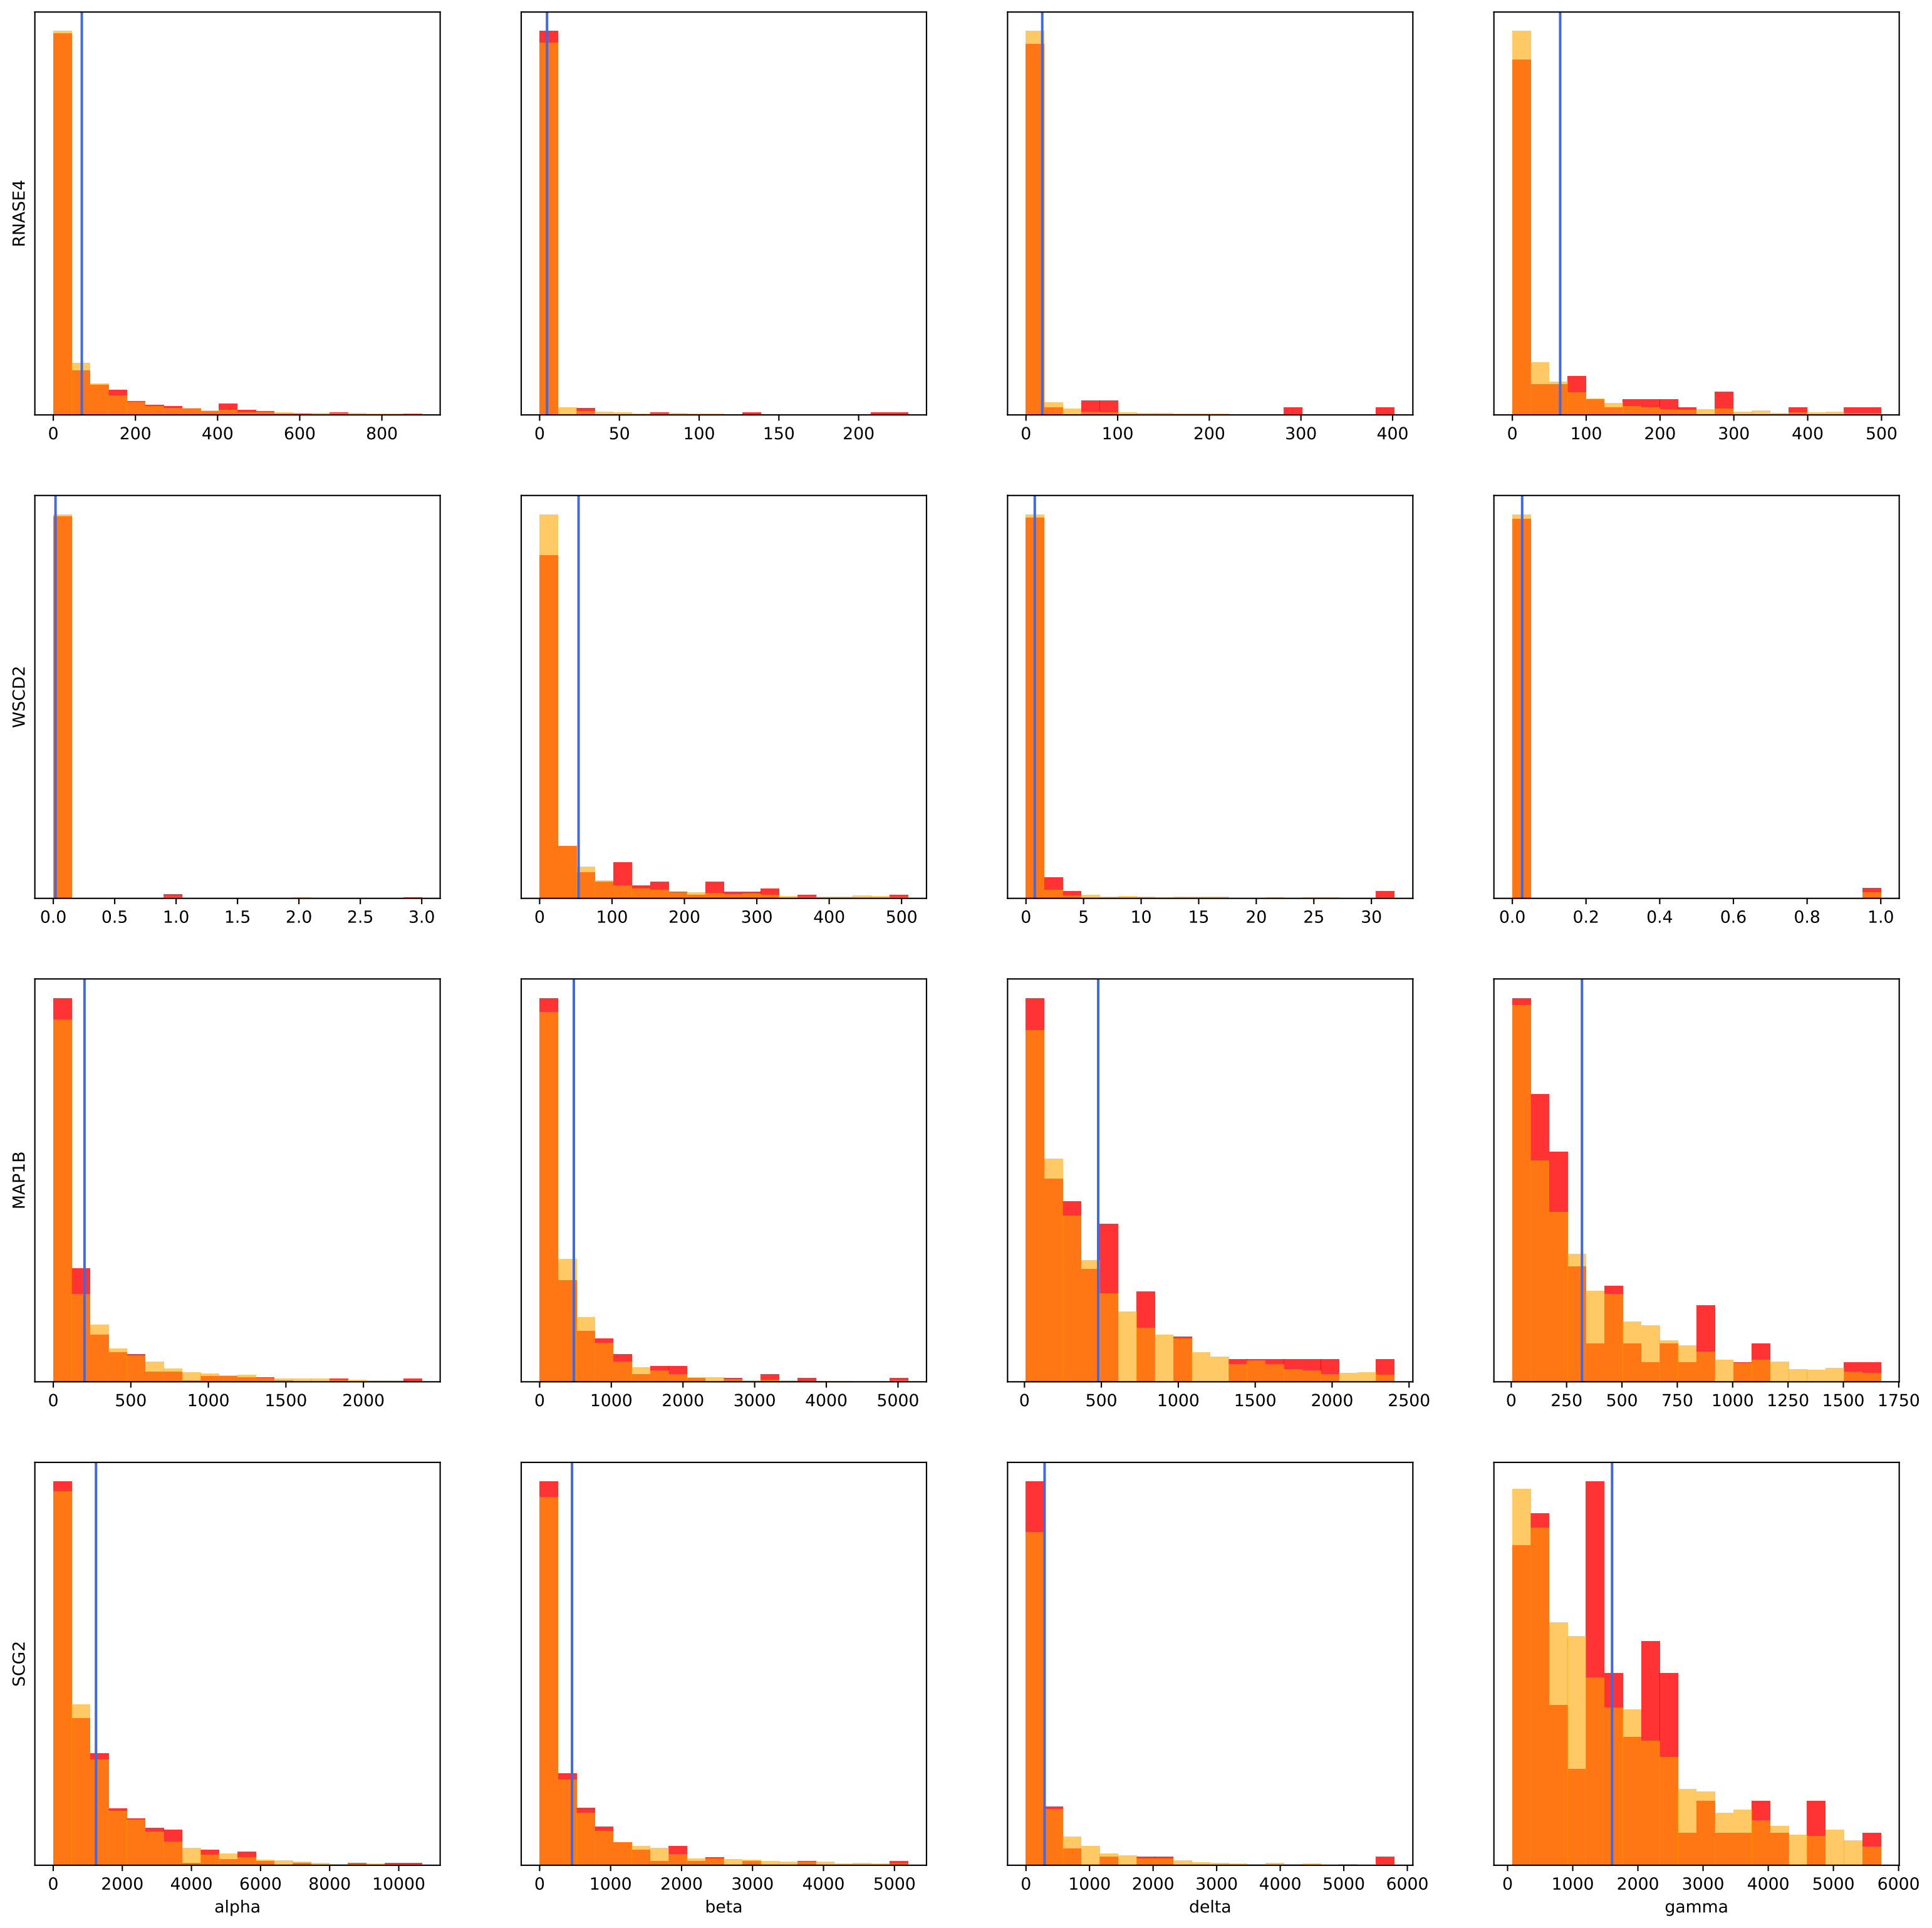 RNASE4
0 200 400 600 800
0 50 100 150 200
0 100 200 300 400
0 100 200 300 400 500
WSCD2
0.0 0.5 1.0 1.5 2.0 2.5 3.0
0 100 200 300 400 500
0 5 10 15 20 25 30
0.0 0.2 0.4 0.6 0.8 1.0
MAP1B
0 500 1000 1500 2000
0 1000 2000 3000 4000 5000
0 500 1000 1500 2000 2500
0 250 500 750 1000 1250 1500 1750
SCG2
0 2000 4000 6000 8000 10000
0 1000 2000 3000 4000 5000
0 1000 2000 3000 4000 5000 6000
0 1000 2000 3000 4000 5000 6000
alpha
beta
delta
gamma